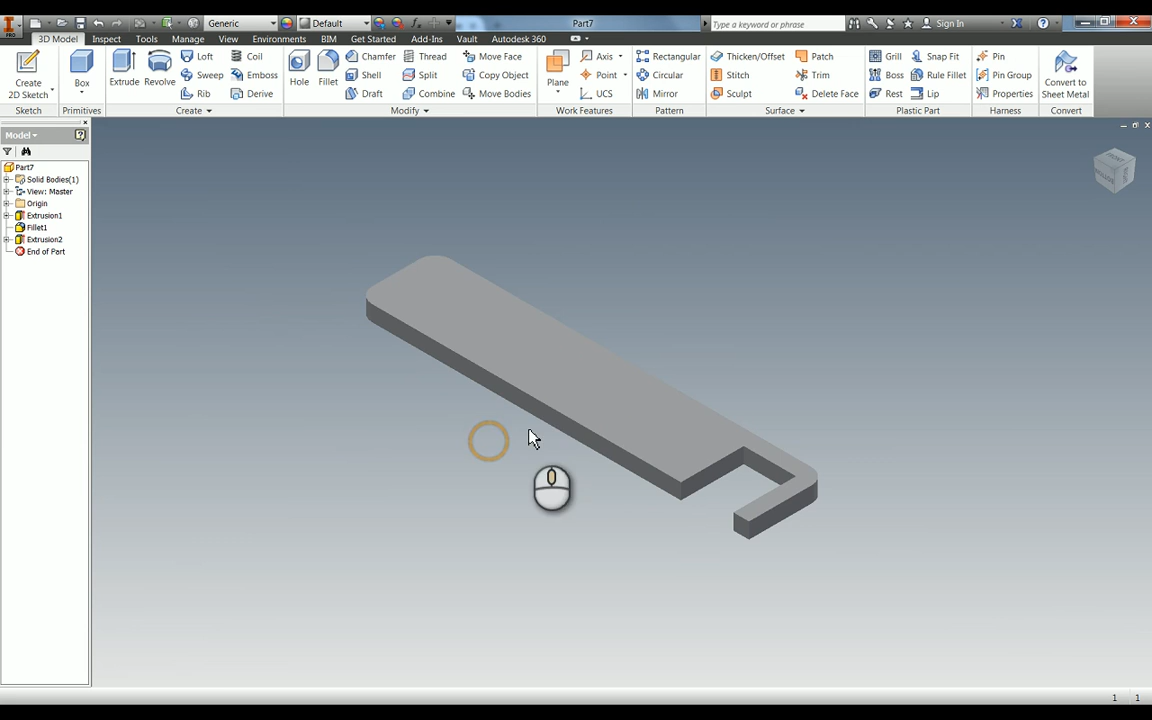 Generic Default Part7 Type a keyword or phrase Sign In
PRO
3D Model Inspect Tools Manage View Environments BIM Get Started Add-Ins Vault Autodesk 360
Create
2D Sketch
Box
Extrude Revolve
Loft Coil
Sweep Emboss
Rib Derive
Hole Fillet
Chamfer Thread Move Face
Shell Split Copy Object
Draft Combine Move Bodies
Plane
Axis
Point
UCS
Rectangular
Circular
Mirror
Thicken/Offset Patch
Stitch Trim
Sculpt Delete Face
Grill Snap Fit
Boss Rule Fillet
Rest Lip
Pin
Pin Group
Properties
Convert to
Sheet Metal
Sketch Primitives Create Modify Work Features Pattern Surface Plastic Part Harness Convert
Model
Part7
Solid Bodies(1)
View: Master
Origin
Extrusion1
Fillet1
Extrusion2
End of Part
FRONT
1 1